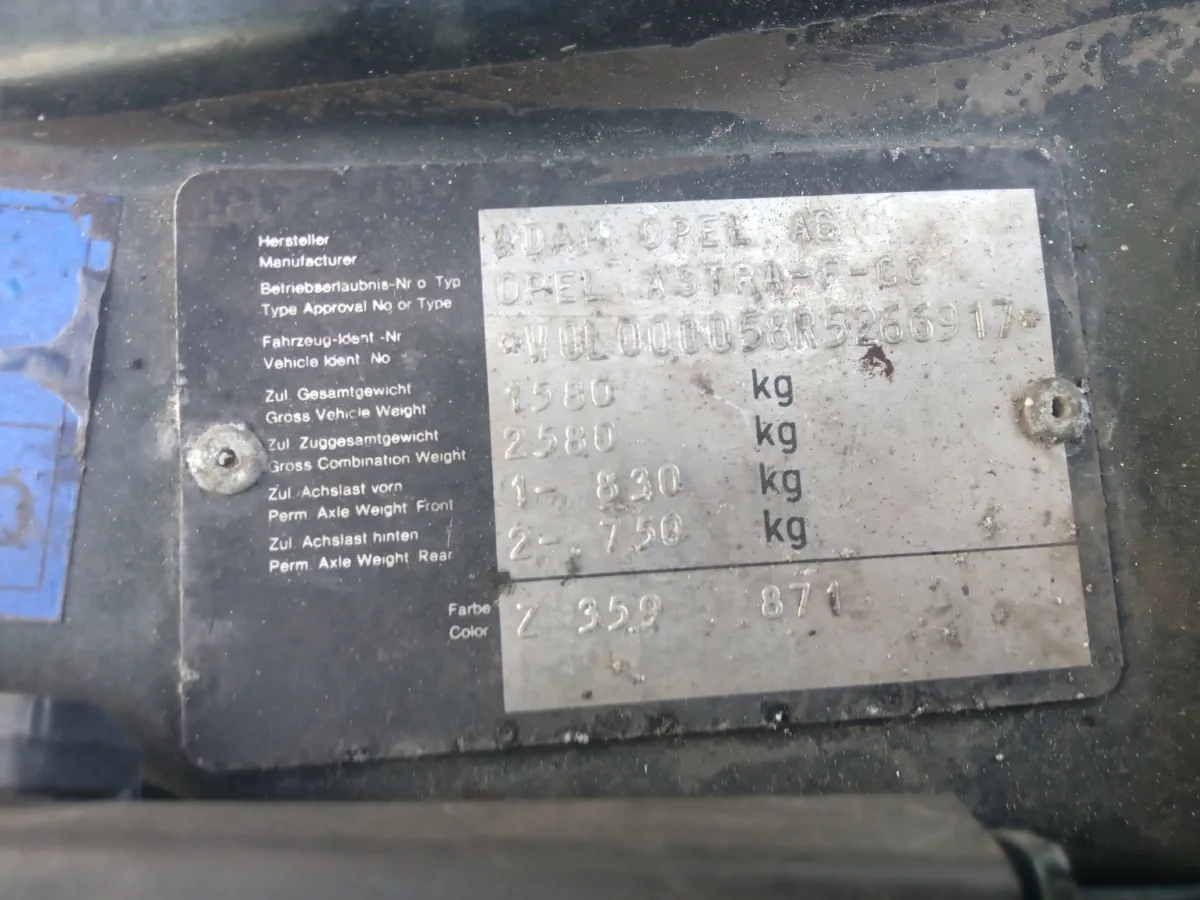 Hersteller
Manufacturer
ADAM OPEL AG
Betriebserlaubnis-Nr o Typ
Type Approval No or Type
OPEL ASTRA-F-CC
Fahrzeug-Ident -Nr
Vehicle Ident No
*W0L000058R5266917*
Zul Gesamtgewicht
Gross Vehicle Weight
1580 kg
Zul Zuggesamtgewicht
Gross Combination Weight
2580 kg
Zul. Achslast vorn
Perm. Axle Weight Front
1- 830 kg
Zul. Achslast hinten
Perm. Axle Weight Rear
2- 750 kg
Farbe
Color
Z 359 871